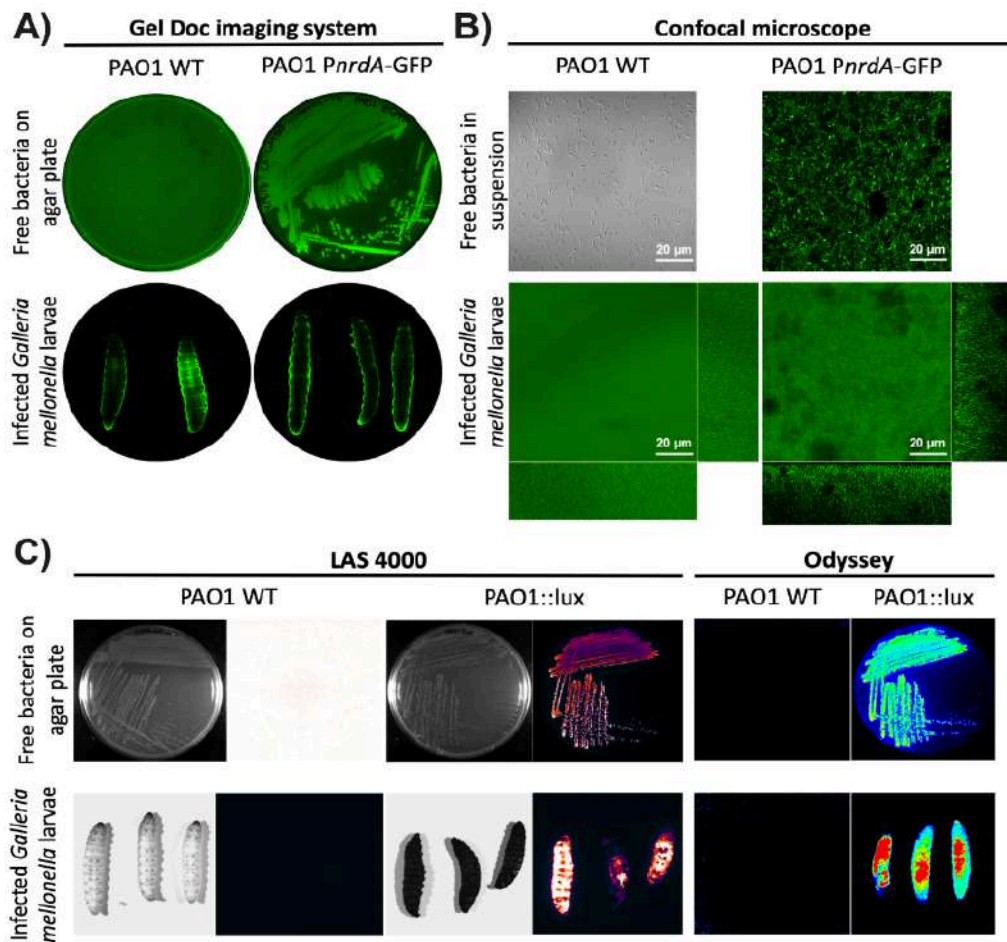 A)
Gel Doc imaging system
PAO1 WT
PAO1 PnrdA-GFP
Free bacteria on
agar plate
Infected Galleria
mellonella larvae
B)
Confocal microscope
PAO1 WT
PAO1 PnrdA-GFP
Free bacteria in
suspension
20 µm
20 µm
Infected Galleria
mellonella larvae
20 µm
20 µm
C)
LAS 4000
Odyssey
PAO1 WT
PAO1::lux
PAO1 WT
PAO1::lux
Free bacteria on
agar plate
Infected Galleria
mellonella larvae